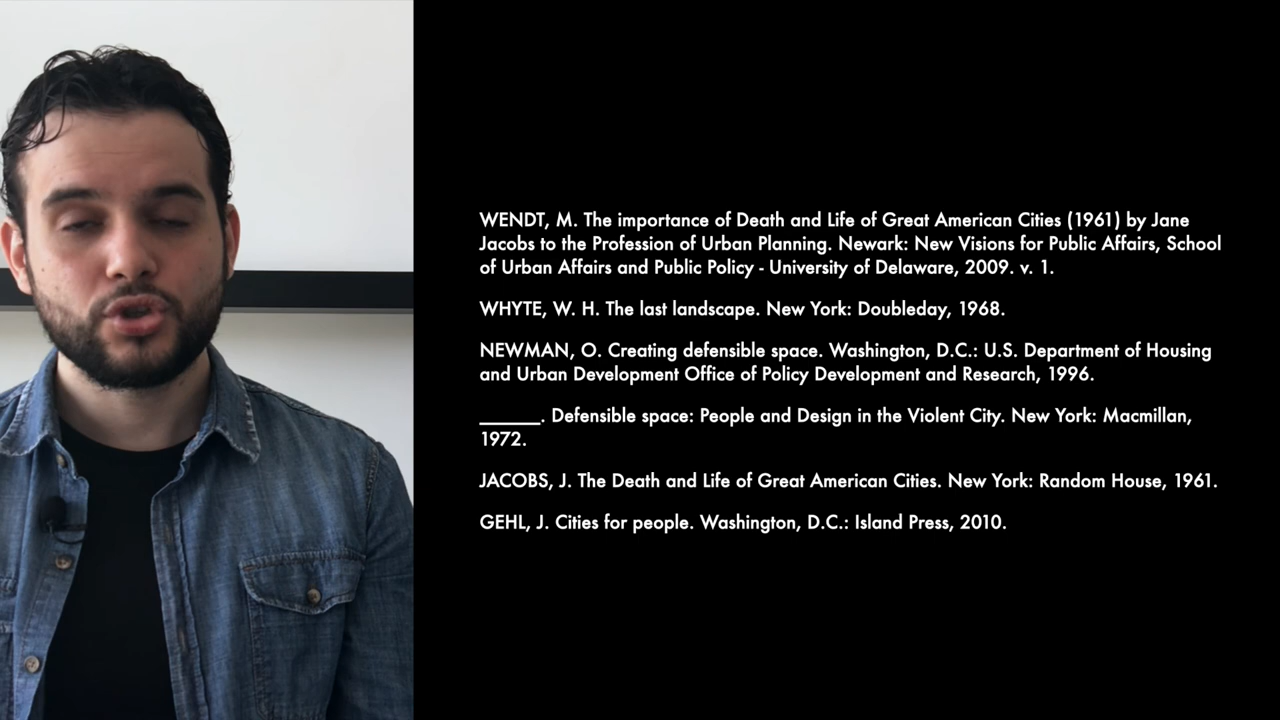 WENDT, M. The importance of Death and Life of Great American Cities (1961) by Jane
Jacobs to the Profession of Urban Planning. Newark: New Visions for Public Affairs, School
of Urban Affairs and Public Policy - University of Delaware, 2009. v. 1.
WHYTE, W. H. The last landscape. New York: Doubleday, 1968.
NEWMAN, O. Creating defensible space. Washington, D.C.: U.S. Department of Housing
and Urban Development Office of Policy Development and Research, 1996.
______. Defensible space: People and Design in the Violent City. New York: Macmillan,
1972.
JACOBS, J. The Death and Life of Great American Cities. New York: Random House, 1961.
GEHL, J. Cities for people. Washington, D.C.: Island Press, 2010.